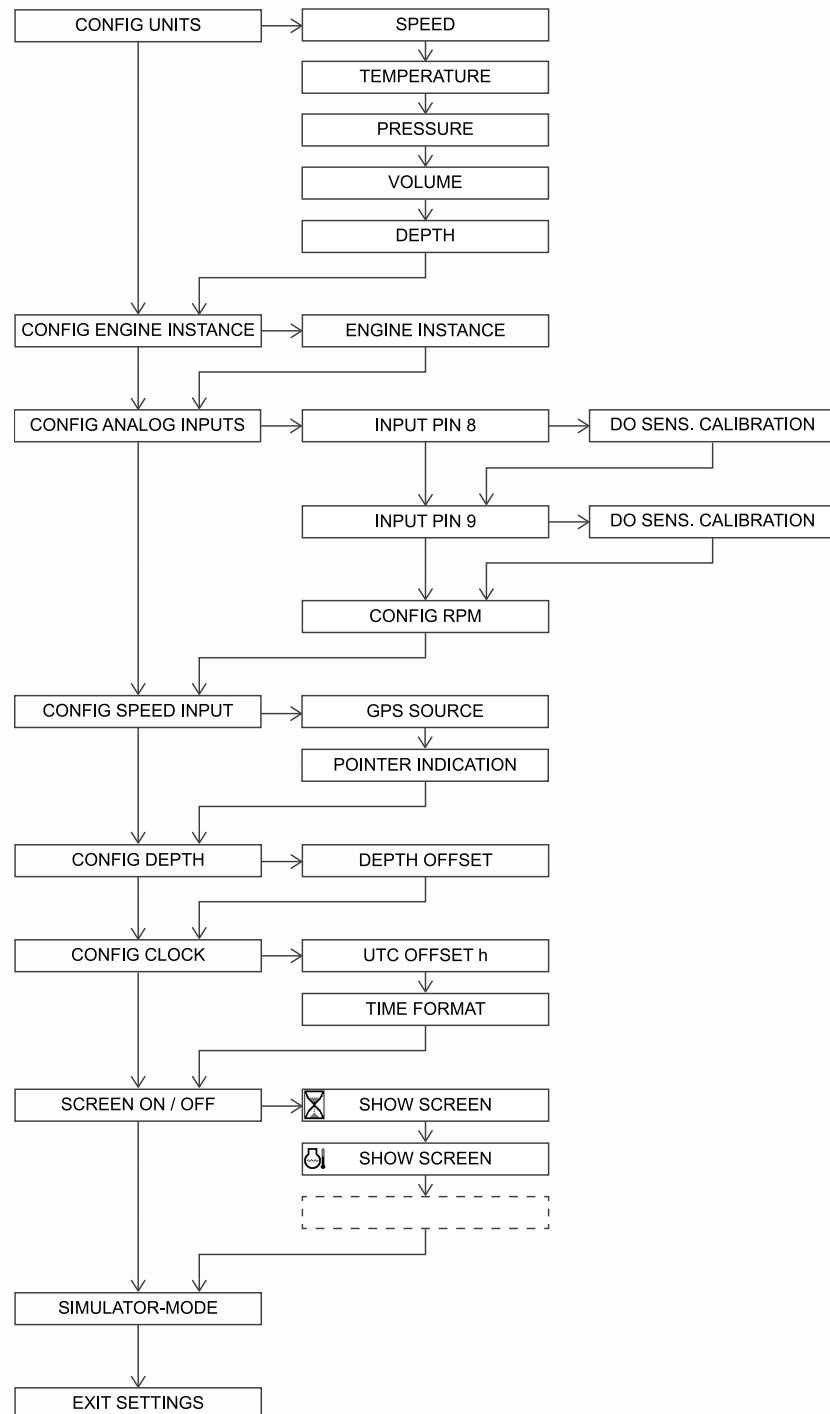 CONFIG UNITS
SPEED
TEMPERATURE
PRESSURE
VOLUME
DEPTH
CONFIG ENGINE INSTANCE
ENGINE INSTANCE
CONFIG ANALOG INPUTS
INPUT PIN 8
DO SENS. CALIBRATION
INPUT PIN 9
DO SENS. CALIBRATION
CONFIG RPM
CONFIG SPEED INPUT
GPS SOURCE
POINTER INDICATION
CONFIG DEPTH
DEPTH OFFSET
CONFIG CLOCK
UTC OFFSET h
TIME FORMAT
SCREEN ON / OFF
SHOW SCREEN
SHOW SCREEN
SIMULATOR-MODE
EXIT SETTINGS